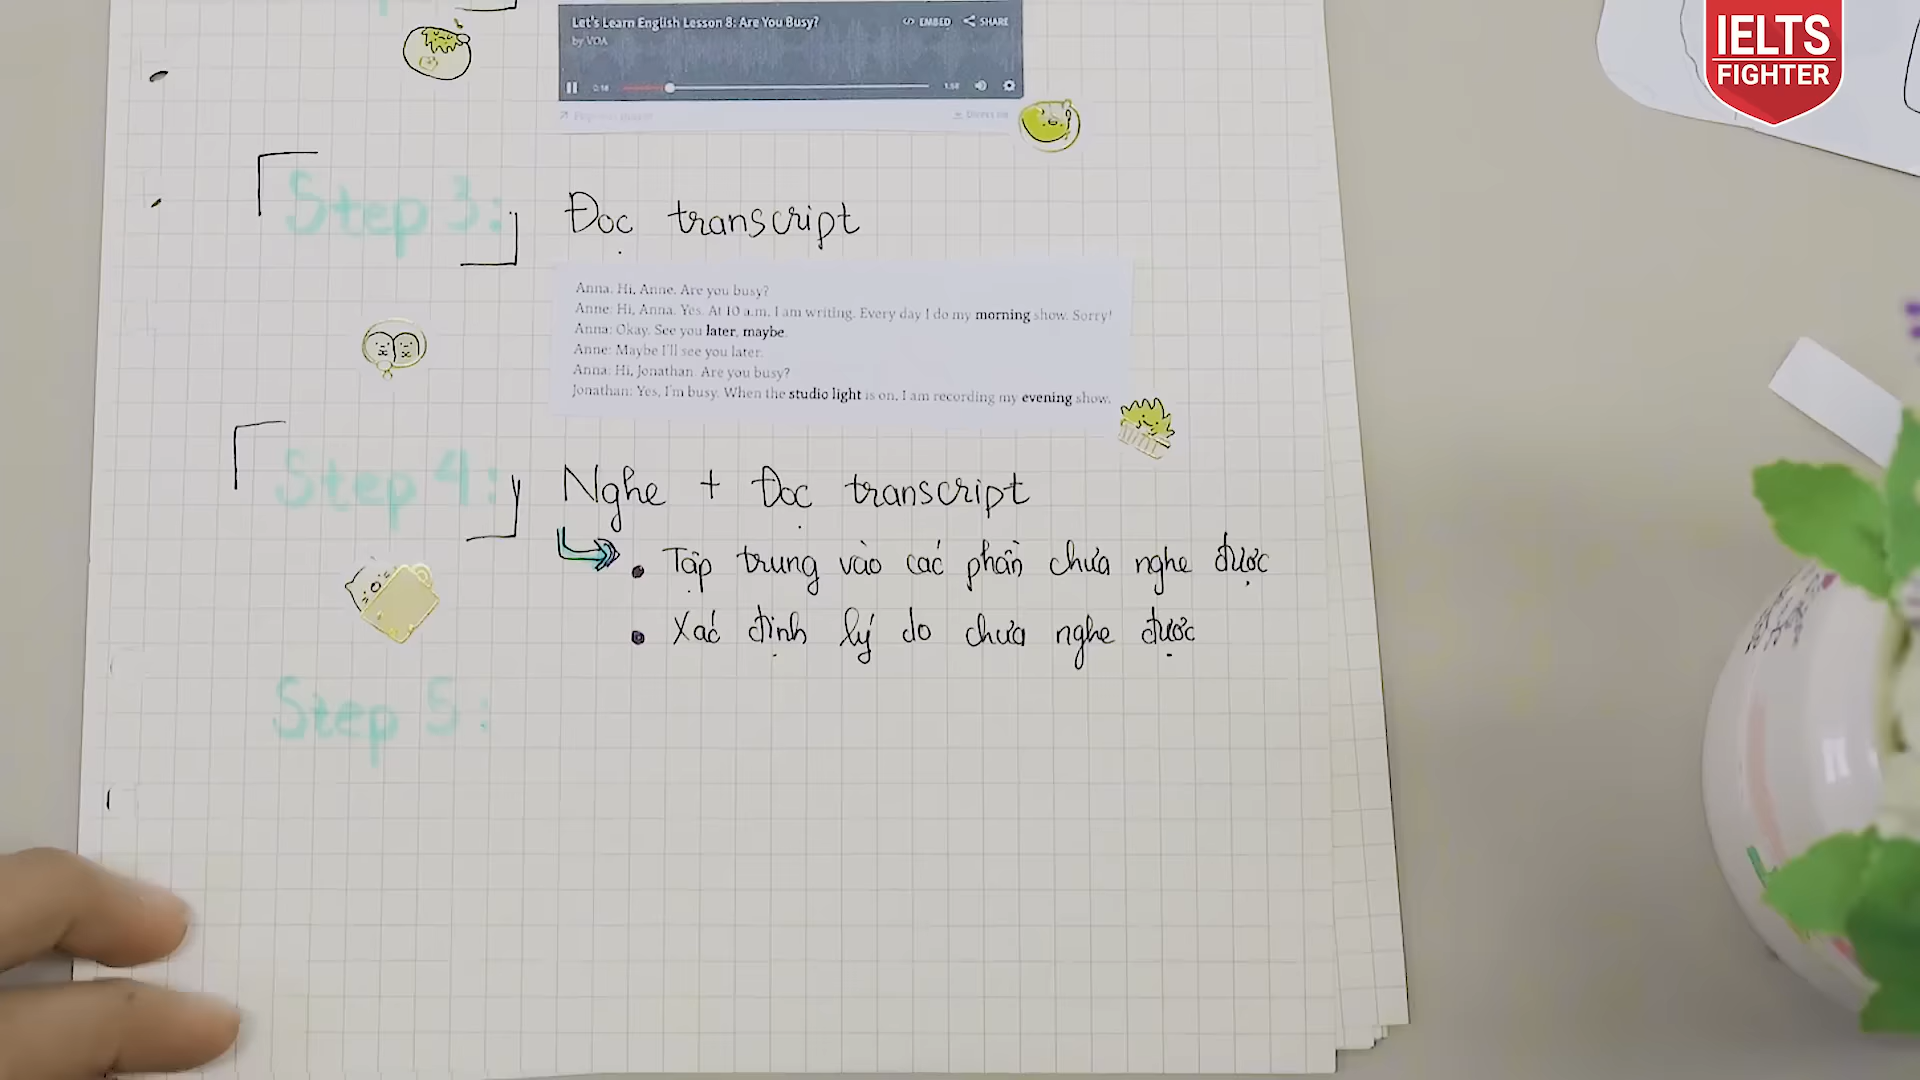 Let's Learn English Lesson 8: Are You Busy?
EMBED SHARE
by VOA
0:18
1:58
IELTS
FIGHTER
Step 3: Đọc transcript
Anna: Hi, Anne. Are you busy?
Anne: Hi, Anna. Yes. At 10 a.m. I am writing. Every day I do my morning show. Sorry!
Anna: Okay. See you later, maybe.
Anne: Maybe I'll see you later.
Anna: Hi, Jonathan. Are you busy?
Jonathan: Yes, I'm busy. When the studio light is on, I am recording my evening show.
Step 4: Nghe + Đọc transcript
Tập trung vào các phần chưa nghe được
Xác định lý do chưa nghe được
Step 5: